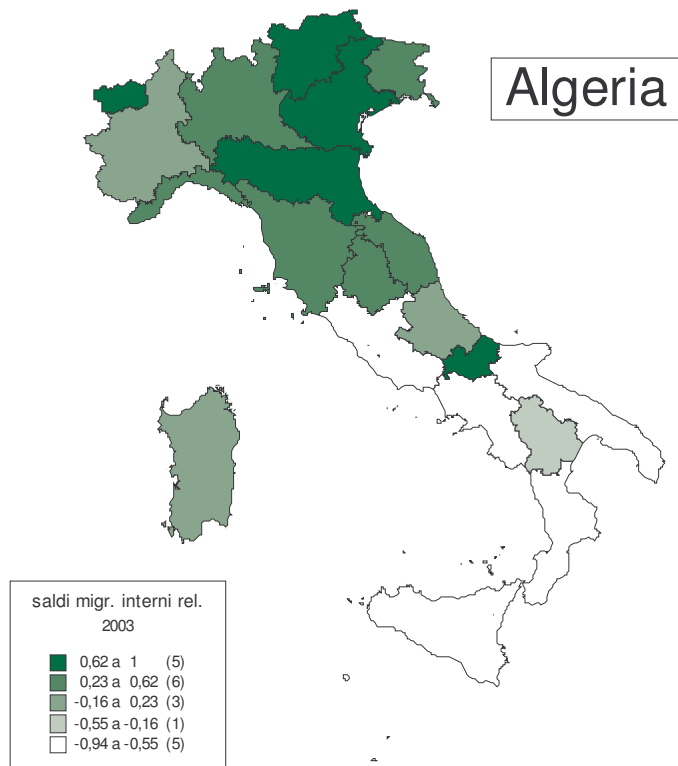 Algeria
saldi migr. interni rel.
2003
0,62 a 1 (5)
0,23 a 0,62 (6)
-0,16 a 0,23 (3)
-0,55 a -0,16 (1)
-0,94 a -0,55 (5)